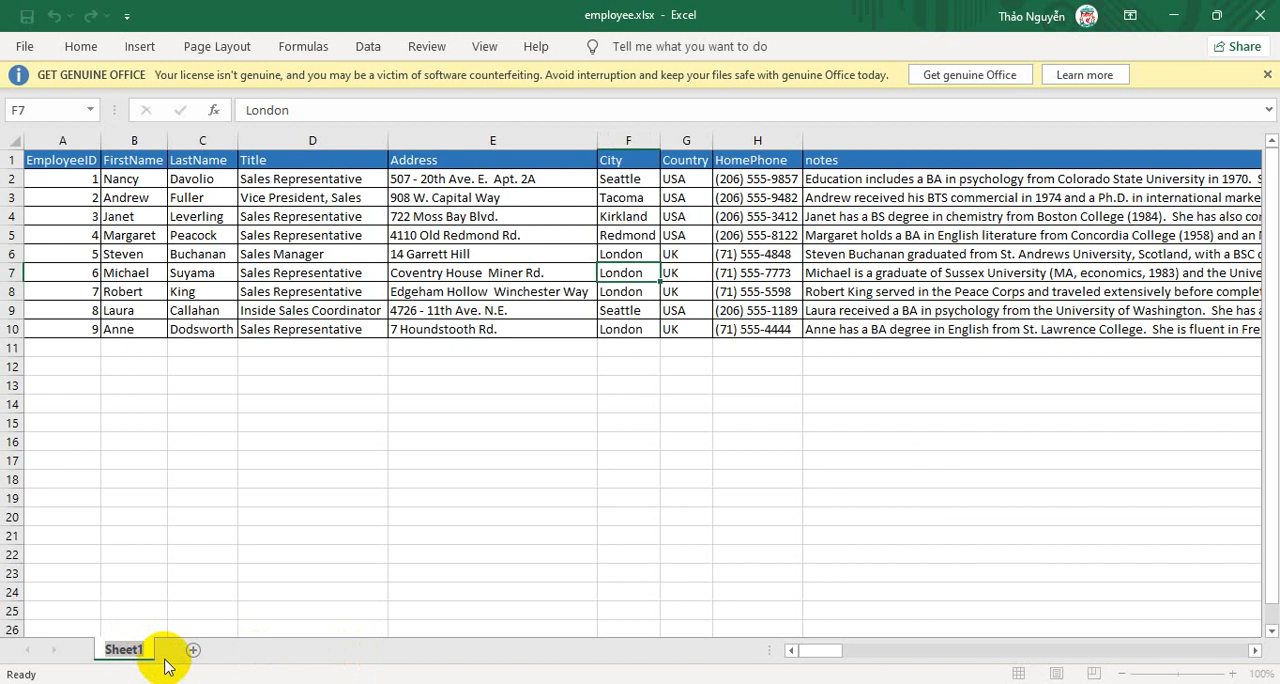 employee.xlsx - Excel
Thảo Nguyễn
File Home Insert Page Layout Formulas Data Review View Help Tell me what you want to do Share
GET GENUINE OFFICE Your license isn't genuine, and you may be a victim of software counterfeiting. Avoid interruption and keep your files safe with genuine Office today. Get genuine Office Learn more
F7 fx London
A B C D E F G H
1 EmployeeID FirstName LastName Title Address City Country HomePhone notes
2 1 Nancy Davolio Sales Representative 507 - 20th Ave. E. Apt. 2A Seattle USA (206) 555-9857 Education includes a BA in psychology from Colorado State University in 1970.
3 2 Andrew Fuller Vice President, Sales 908 W. Capital Way Tacoma USA (206) 555-9482 Andrew received his BTS commercial in 1974 and a Ph.D. in international marke
4 3 Janet Leverling Sales Representative 722 Moss Bay Blvd. Kirkland USA (206) 555-3412 Janet has a BS degree in chemistry from Boston College (1984). She has also co
5 4 Margaret Peacock Sales Representative 4110 Old Redmond Rd. Redmond USA (206) 555-8122 Margaret holds a BA in English literature from Concordia College (1958) and an
6 5 Steven Buchanan Sales Manager 14 Garrett Hill London UK (71) 555-4848 Steven Buchanan graduated from St. Andrews University, Scotland, with a BSC
7 6 Michael Suyama Sales Representative Coventry House Miner Rd. London UK (71) 555-7773 Michael is a graduate of Sussex University (MA, economics, 1983) and the Unive
8 7 Robert King Sales Representative Edgeham Hollow Winchester Way London UK (71) 555-5598 Robert King served in the Peace Corps and traveled extensively before comple
9 8 Laura Callahan Inside Sales Coordinator 4726 - 11th Ave. N.E. Seattle USA (206) 555-1189 Laura received a BA in psychology from the University of Washington. She has a
10 9 Anne Dodsworth Sales Representative 7 Houndstooth Rd. London UK (71) 555-4444 Anne has a BA degree in English from St. Lawrence College. She is fluent in Fre
11
12
13
14
15
16
17
18
19
20
21
22
23
24
25
26
Sheet1
Ready 100%